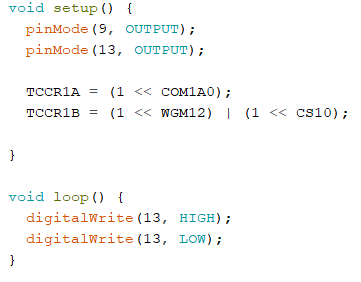 void setup() {
  pinMode(9, OUTPUT);
  pinMode(13, OUTPUT);

  TCCR1A = (1 << COM1A0);
  TCCR1B = (1 << WGM12) | (1 << CS10);

}

void loop() {
  digitalWrite(13, HIGH);
  digitalWrite(13, LOW);
}